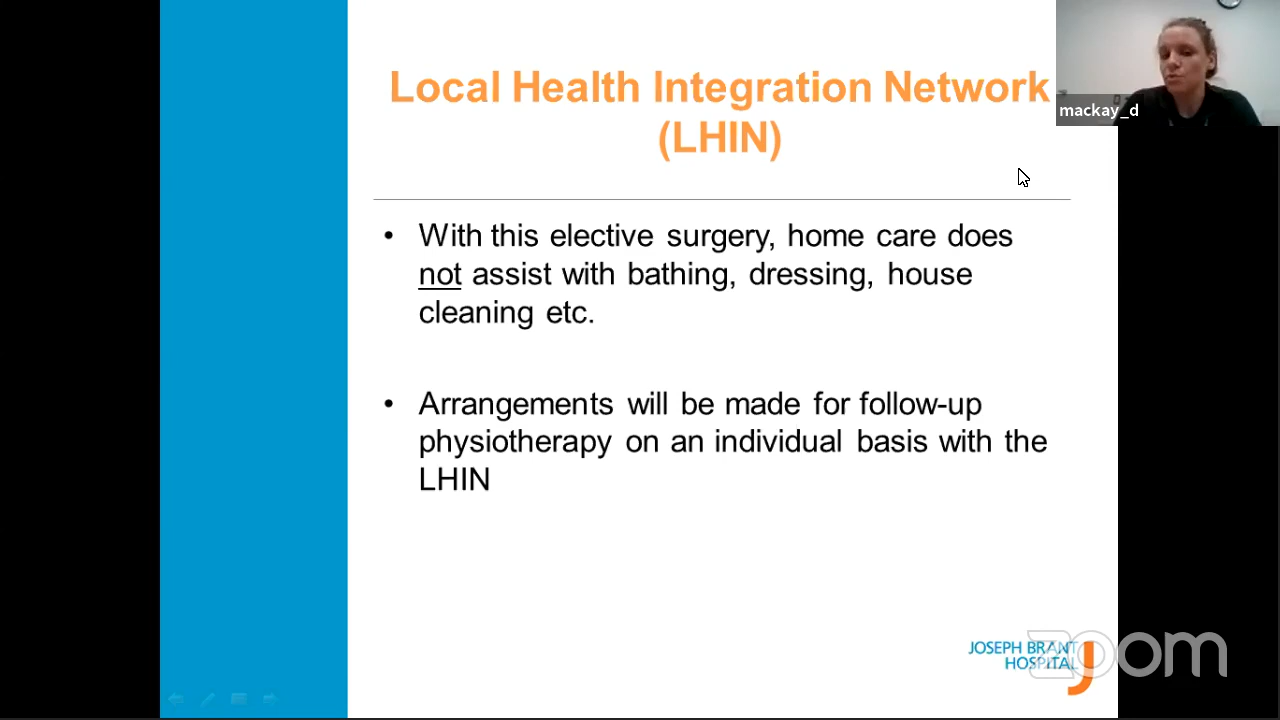 Local Health Integration Network
(LHIN)
mackay_d
• With this elective surgery, home care does
not assist with bathing, dressing, house
cleaning etc.
• Arrangements will be made for follow-up
physiotherapy on an individual basis with the
LHIN
JOSEPH BRANT
HOSPITAL
zoom